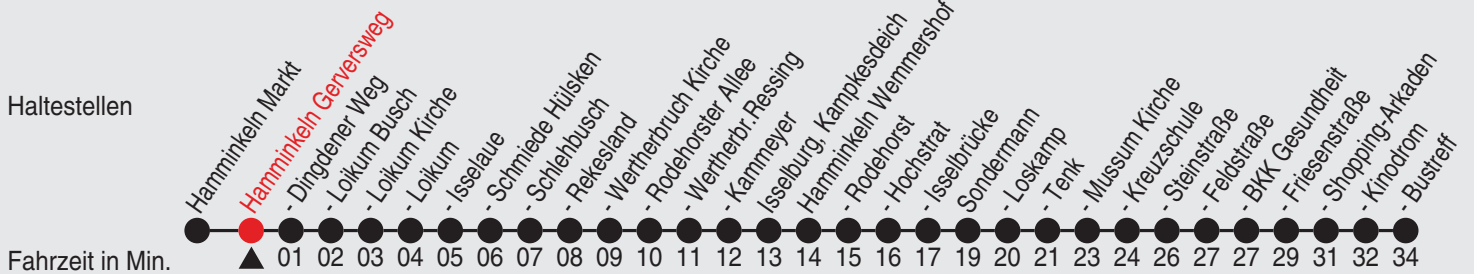 Haltestellen
Hamminkeln Markt
Hamminkeln Gerversweg
- Dingdener Weg
- Loikum Busch
- Loikum Kirche
- Loikum
- Isselaue
- Schmiede Hülsken
- Schlehbusch
- Rekesland
- Wertherbruch Kirche
- Rodehorster Allee
- Wertherbr. Ressing
- Kammeyer
Isselburg, Kampkesdeich
Hamminkeln Wemmershof
- Rodehorst
- Hochstrat
- Isselbrücke
Sondermann
- Loskamp
- Tenk
- Mussum Kirche
- Kreuzschule
- Steinstraße
- Feldstraße
- BKK Gesundheit
- Friesenstraße
- Shopping-Arkaden
- Kinodrom
- Bustreff
Fahrzeit in Min. 01 02 03 04 05 06 07 08 09 10 11 12 13 14 15 16 17 19 20 21 23 24 26 27 27 29 31 32 34